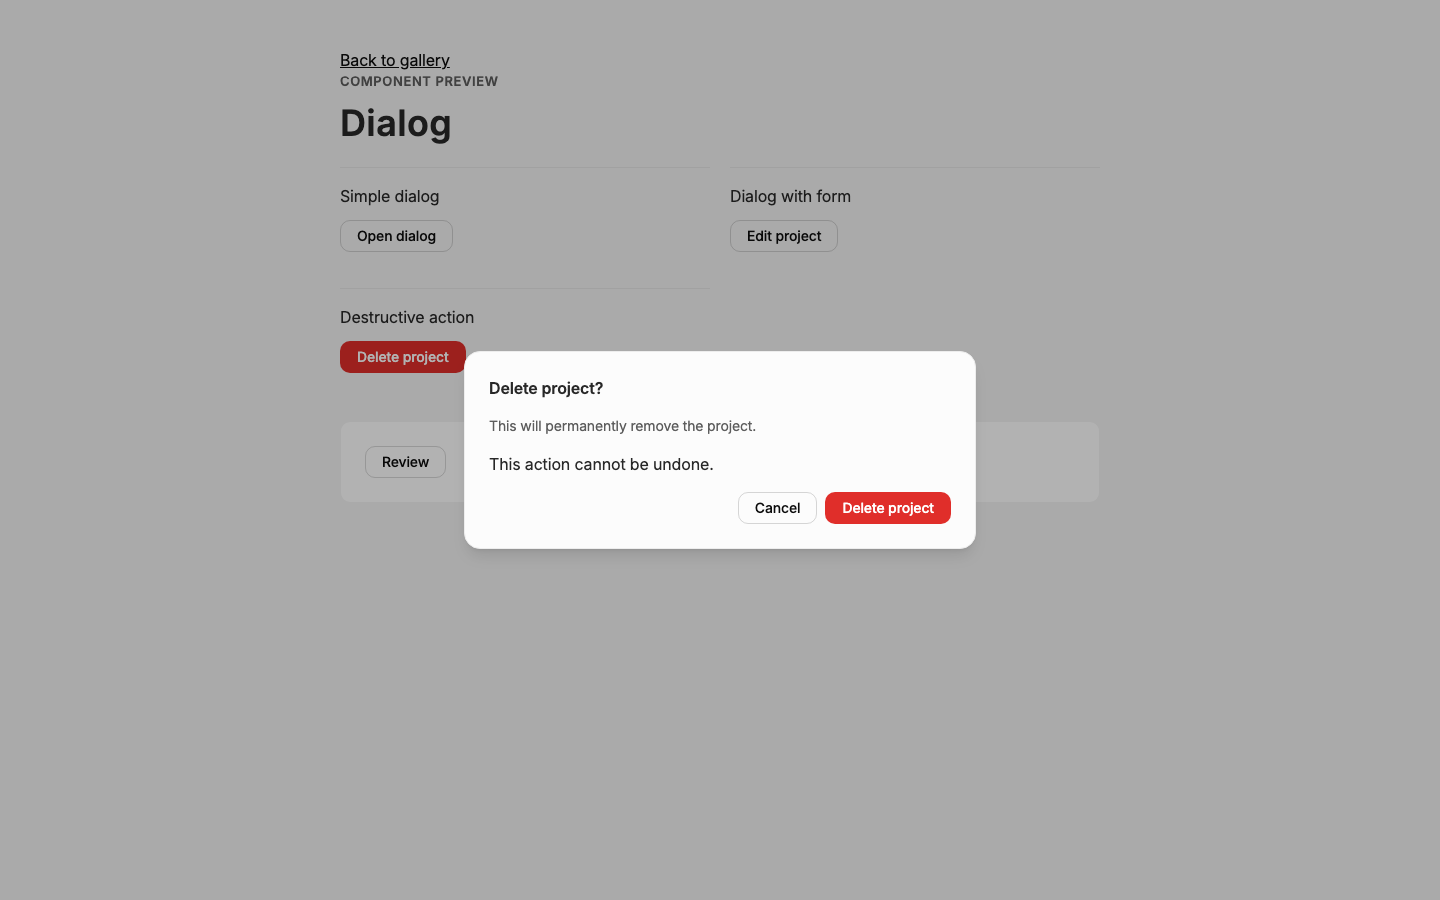 Back to gallery
COMPONENT PREVIEW
Dialog
Simple dialog
Open dialog
Dialog with form
Edit project
Destructive action
Delete project
Review
Delete project?
This will permanently remove the project.
This action cannot be undone.
Cancel
Delete project